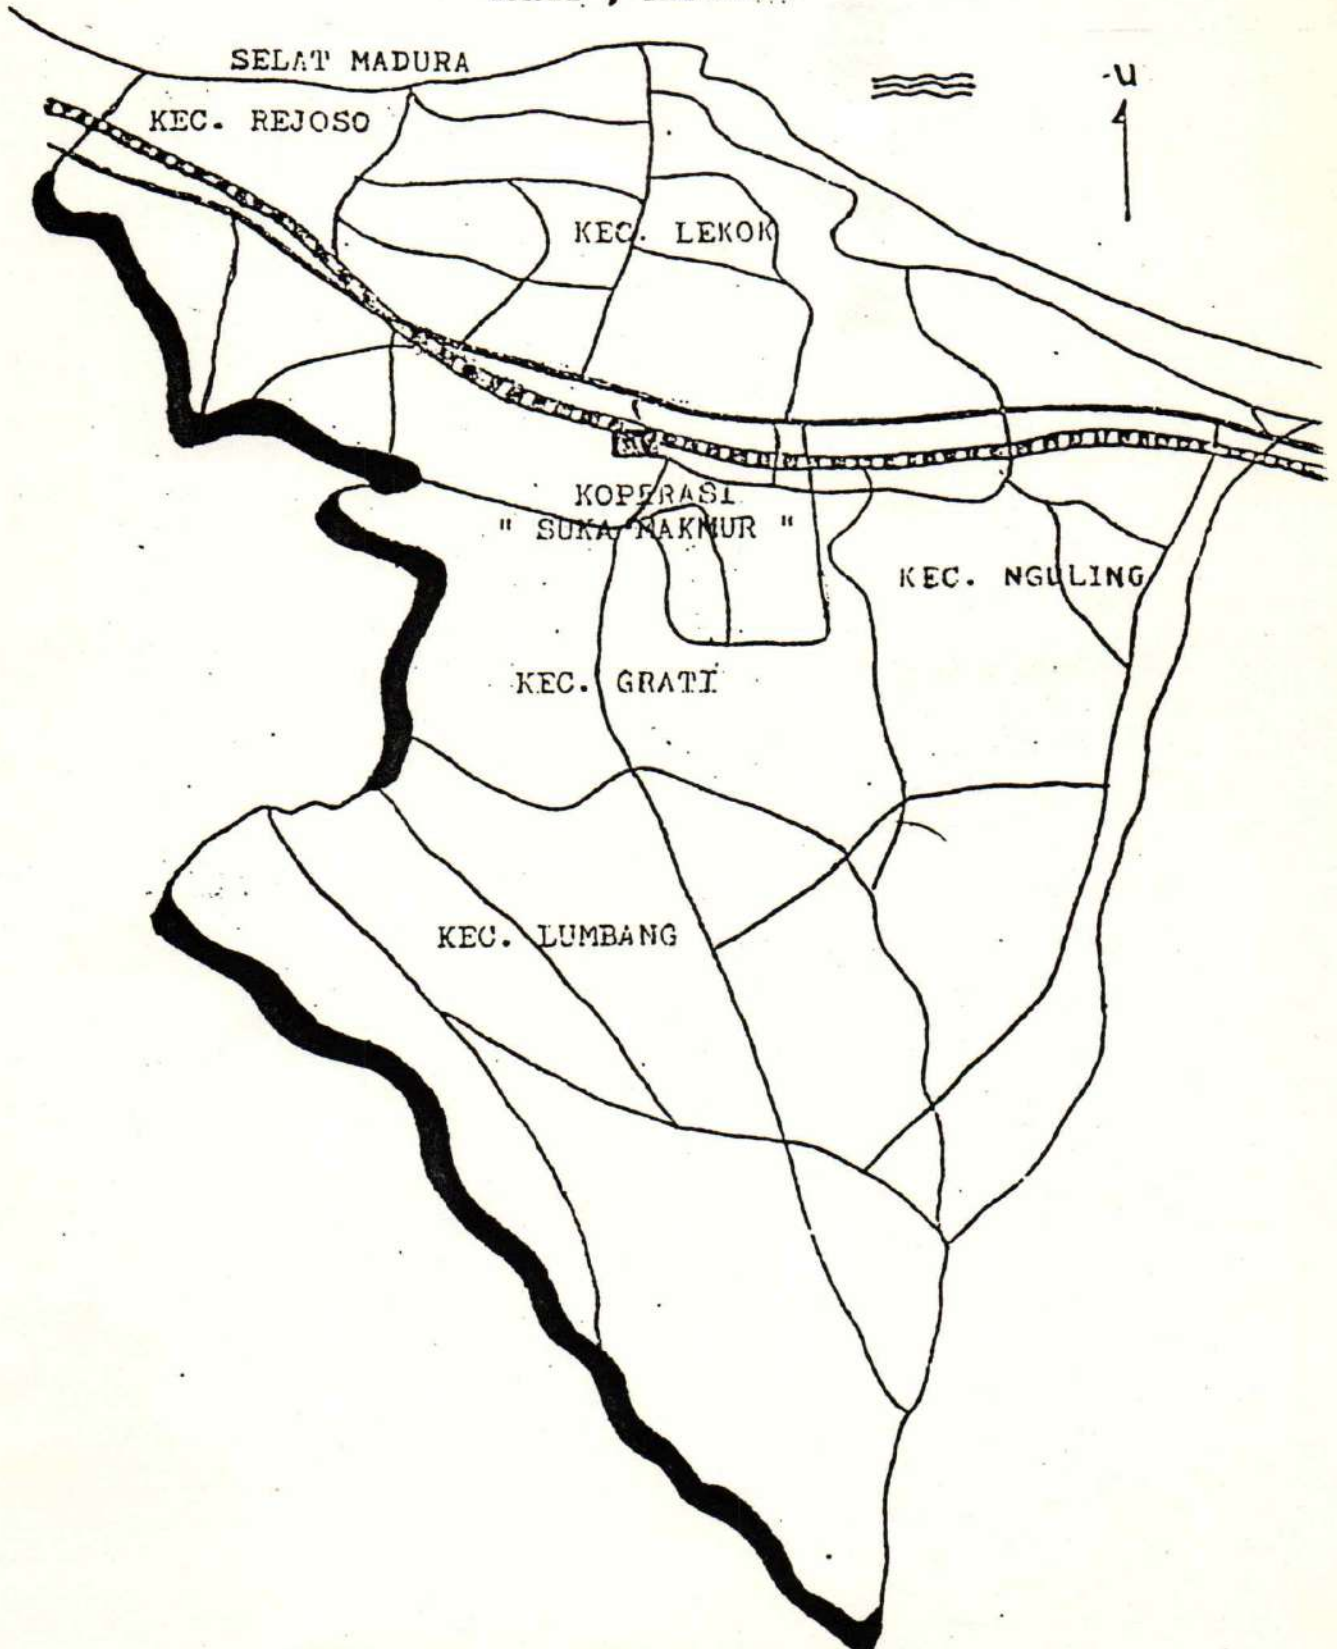 SELAT MADURA
U
KEC. REJOSO
KEC. LEKOK
KOPERASI
" SUKA MAKMUR "
KEC. NGULING
KEC. GRATI
KEC. LUMBANG